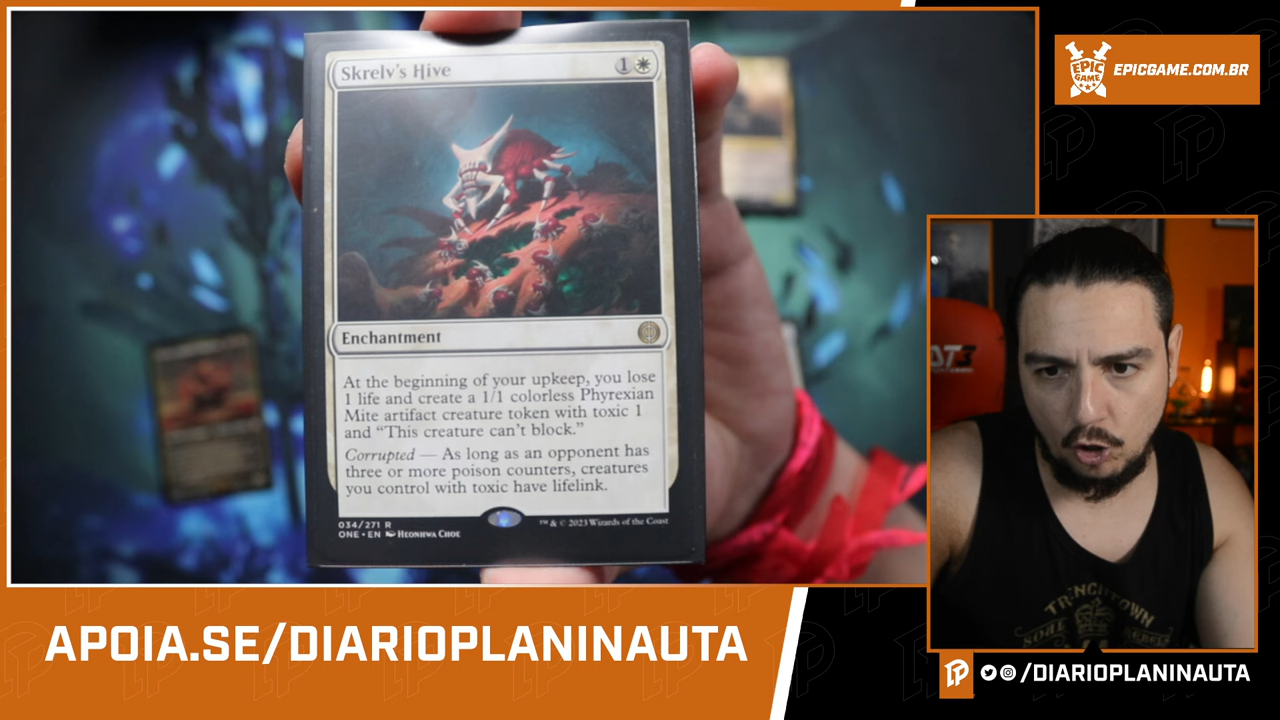 Skrelv's Hive 1
Enchantment
At the beginning of your upkeep, you lose
1 life and create a 1/1 colorless Phyrexian
Mite artifact creature token with toxic 1
and “This creature can't block.”
Corrupted — As long as an opponent has
three or more poison counters, creatures
you control with toxic have lifelink.
034/271 R
ONE • EN HEONHWA CHOE
™ & © 2023 Wizards of the Coast
EPIC
GAME
EPICGAME.COM.BR
TRENCHTOWN
APOIA.SE/DIARIOPLANINAUTA
/DIARIOPLANINAUTA